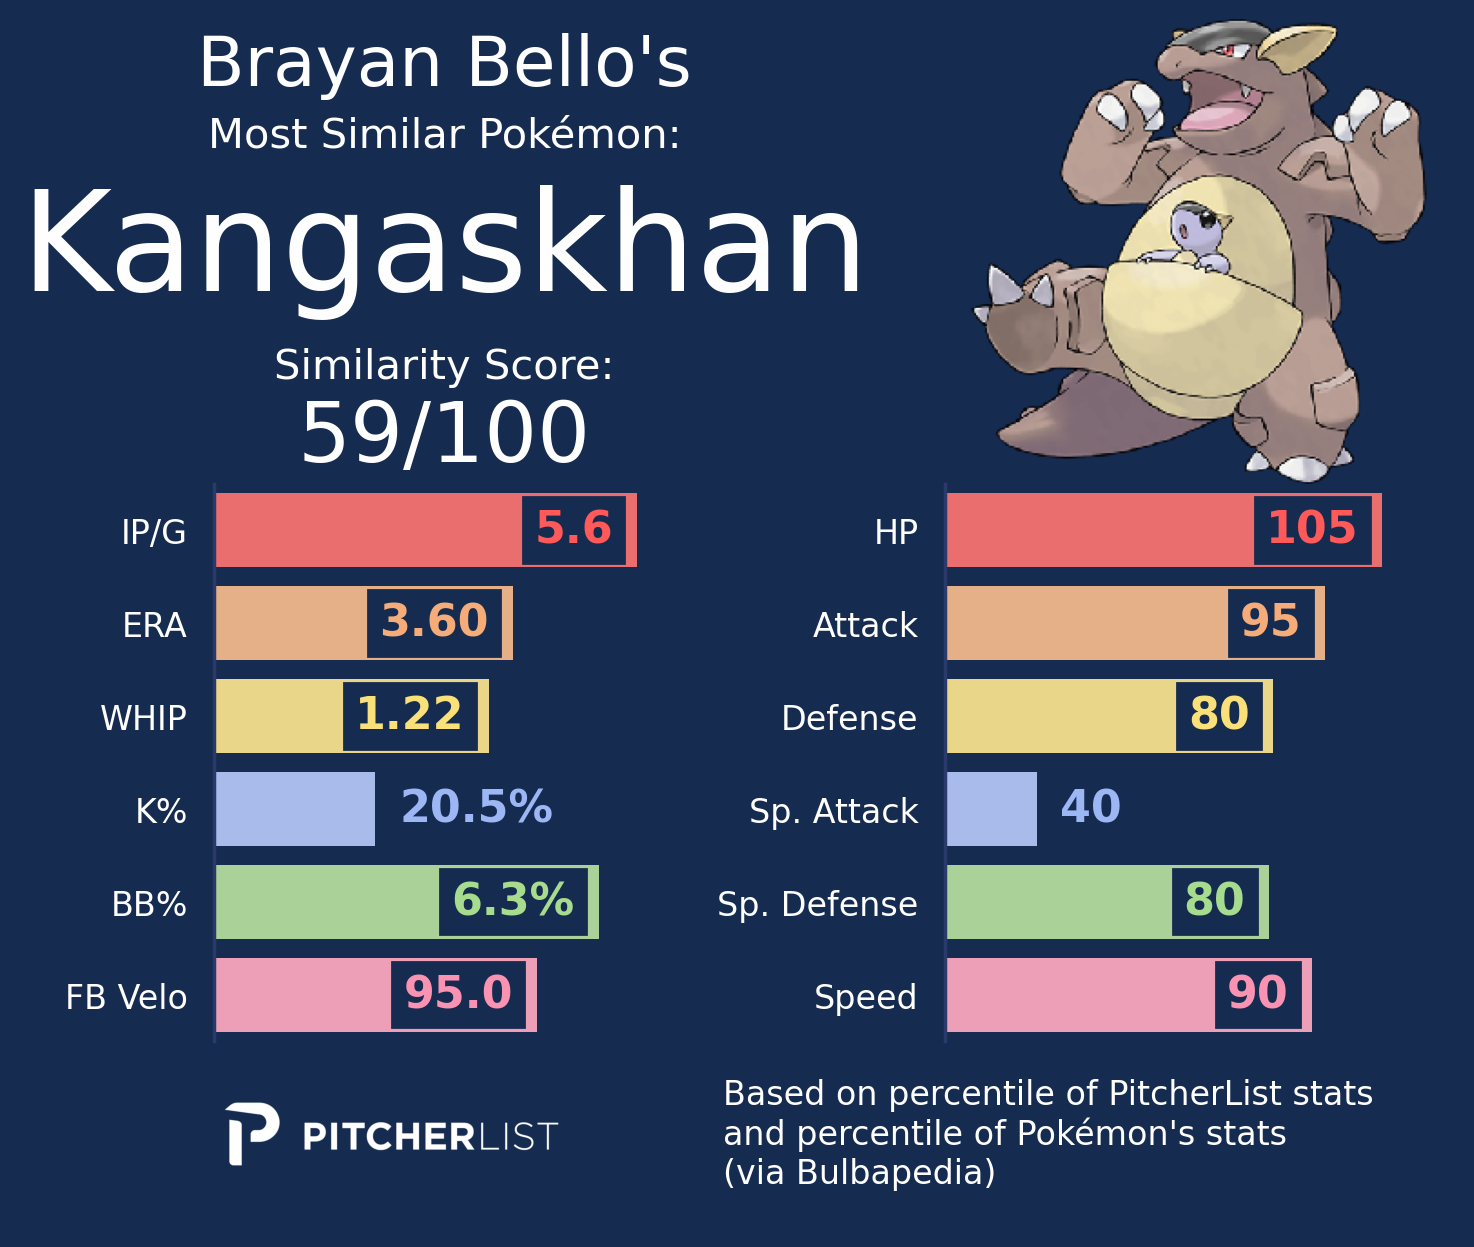 Brayan Bello's
Most Similar Pokémon:
Kangaskhan
Similarity Score:
59/100
IP/G 5.6
ERA 3.60
WHIP 1.22
K% 20.5%
BB% 6.3%
FB Velo 95.0
HP 105
Attack 95
Defense 80
Sp. Attack 40
Sp. Defense 80
Speed 90
PITCHERLIST
Based on percentile of PitcherList stats
and percentile of Pokémon's stats
(via Bulbapedia)